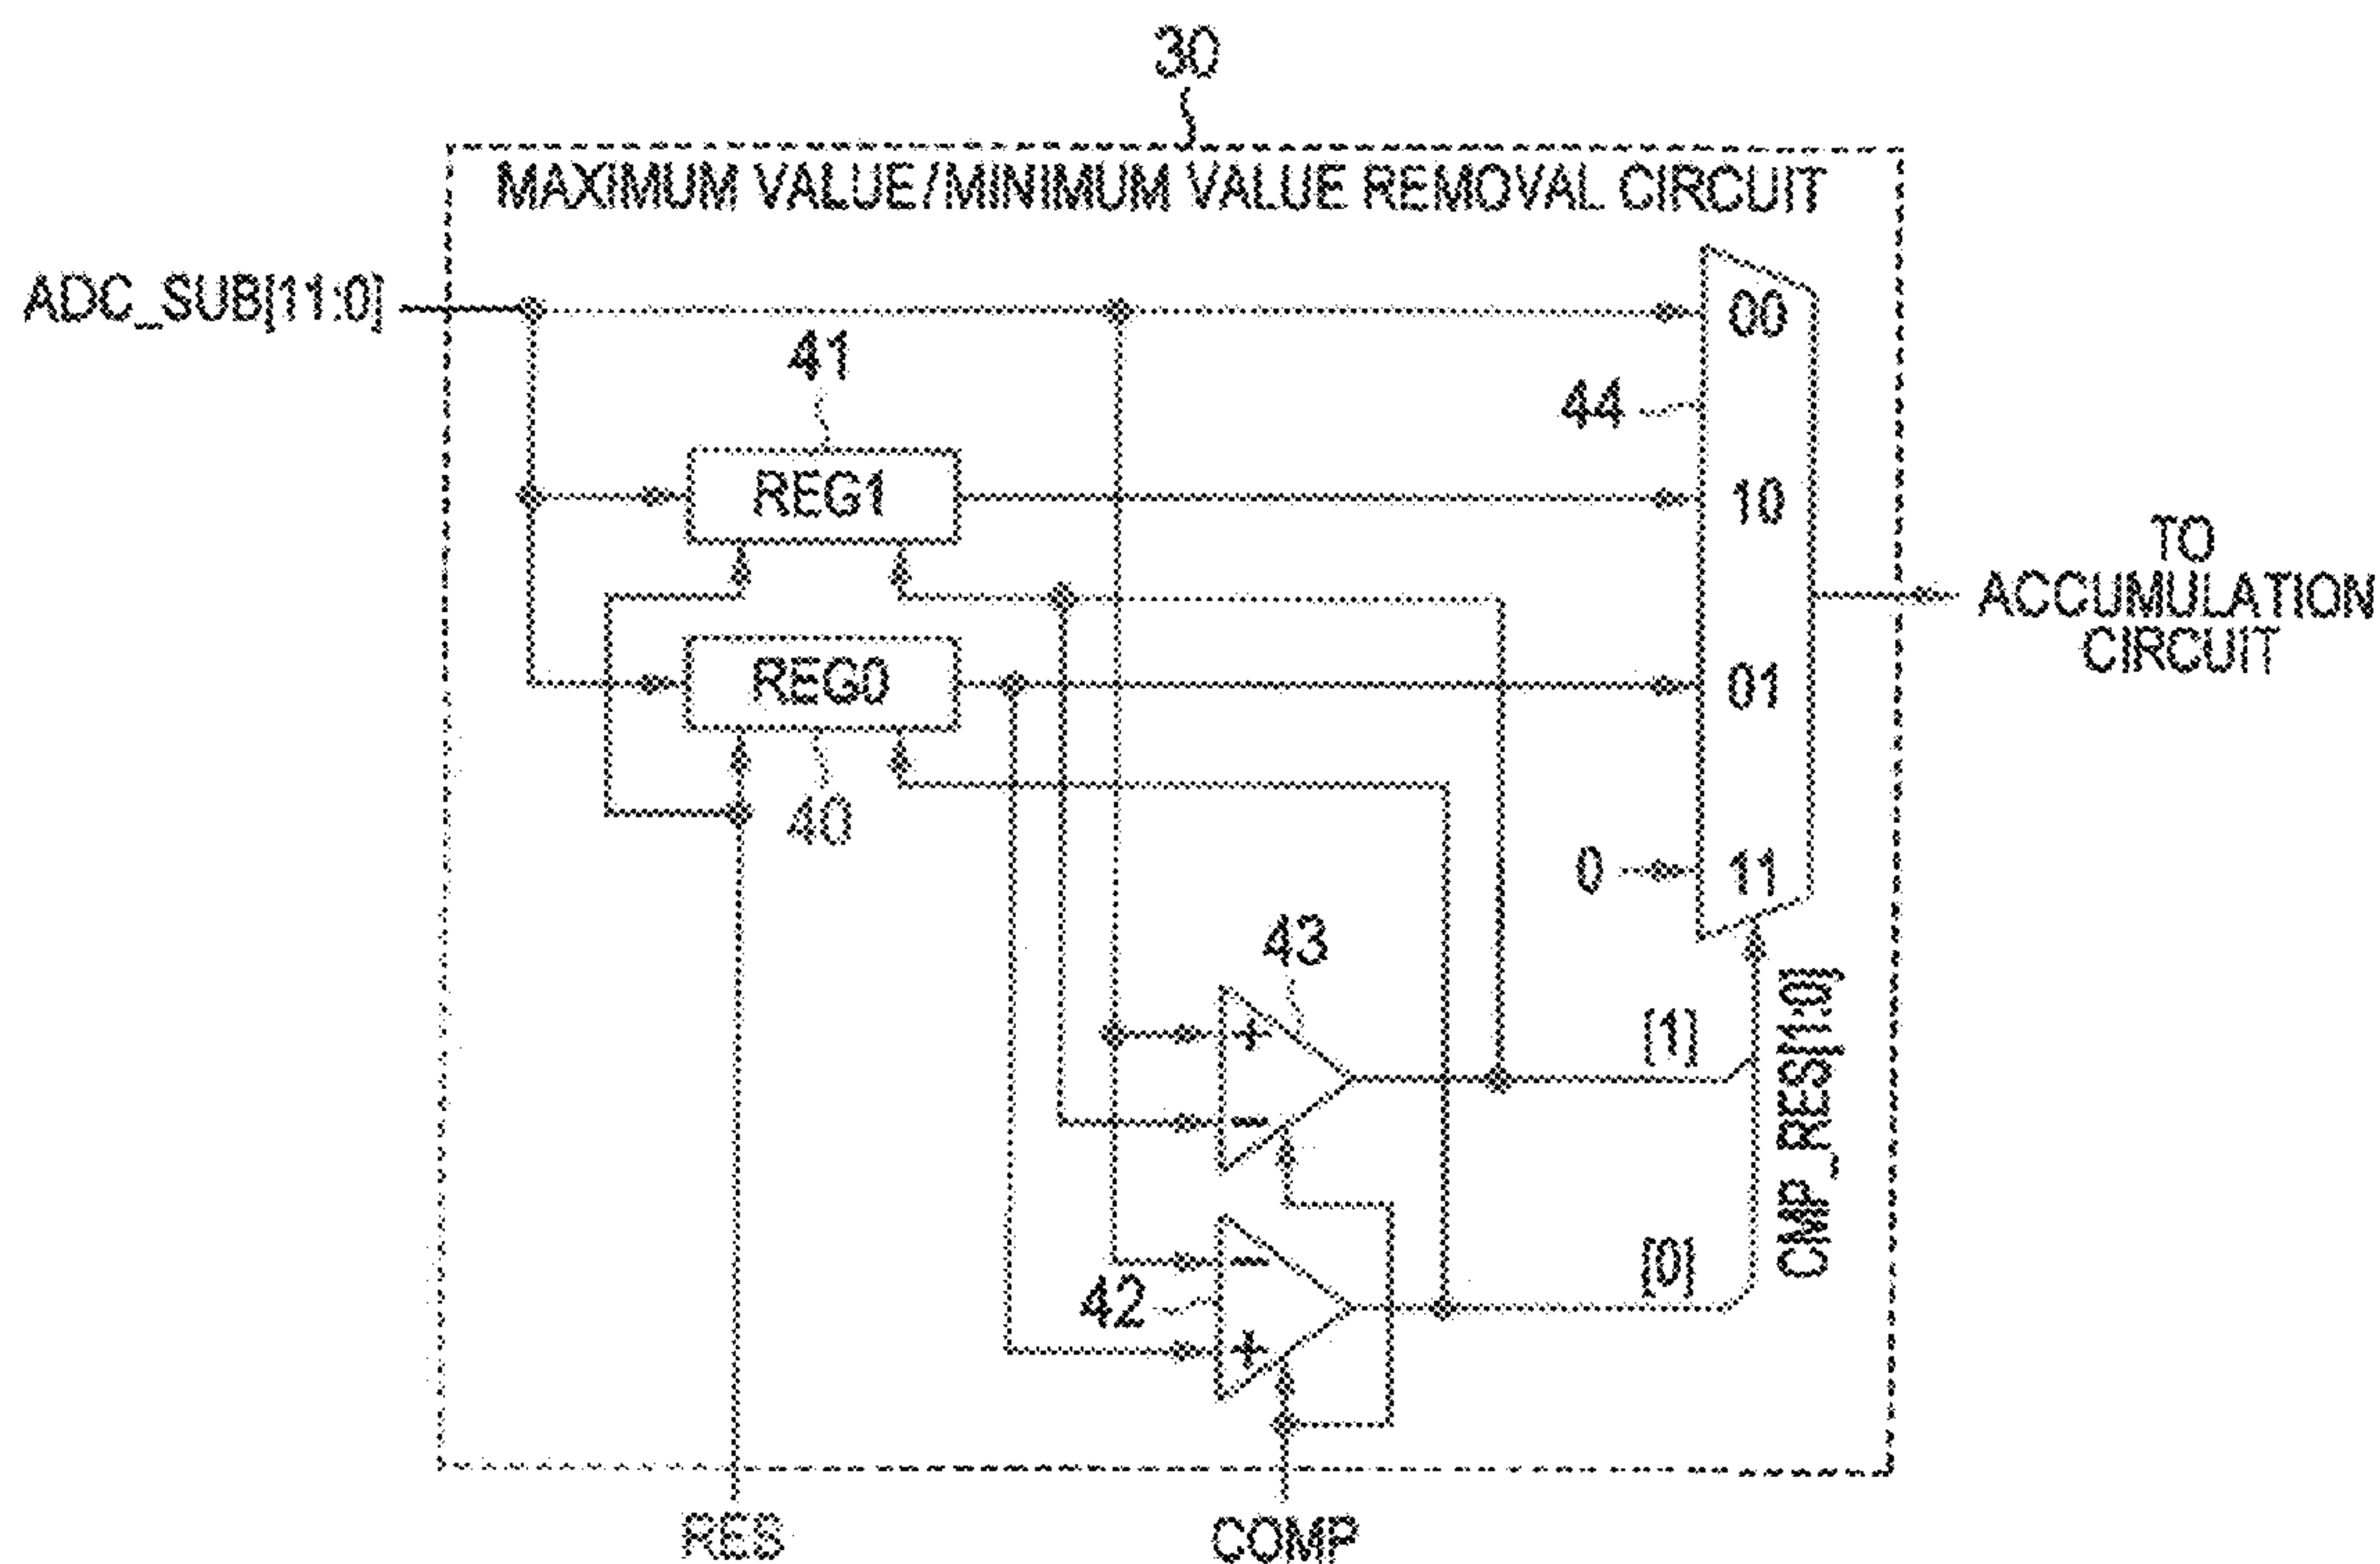 30
MAXIMUM VALUE/MINIMUM VALUE REMOVAL CIRCUIT
ADC_SUB[11:0]
00
41
44
REG1
10
TO
ACCUMULATION
CIRCUIT
REG0
01
40
0
11
43
+
[1]
CMP_RES[1:0]
−
[0]
−
42
+
RES
COMP